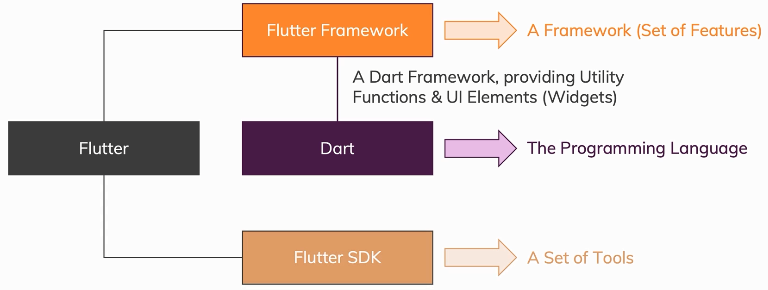 Flutter Framework
A Framework (Set of Features)
A Dart Framework, providing Utility
Functions & UI Elements (Widgets)
Flutter
Dart
The Programming Language
Flutter SDK
A Set of Tools